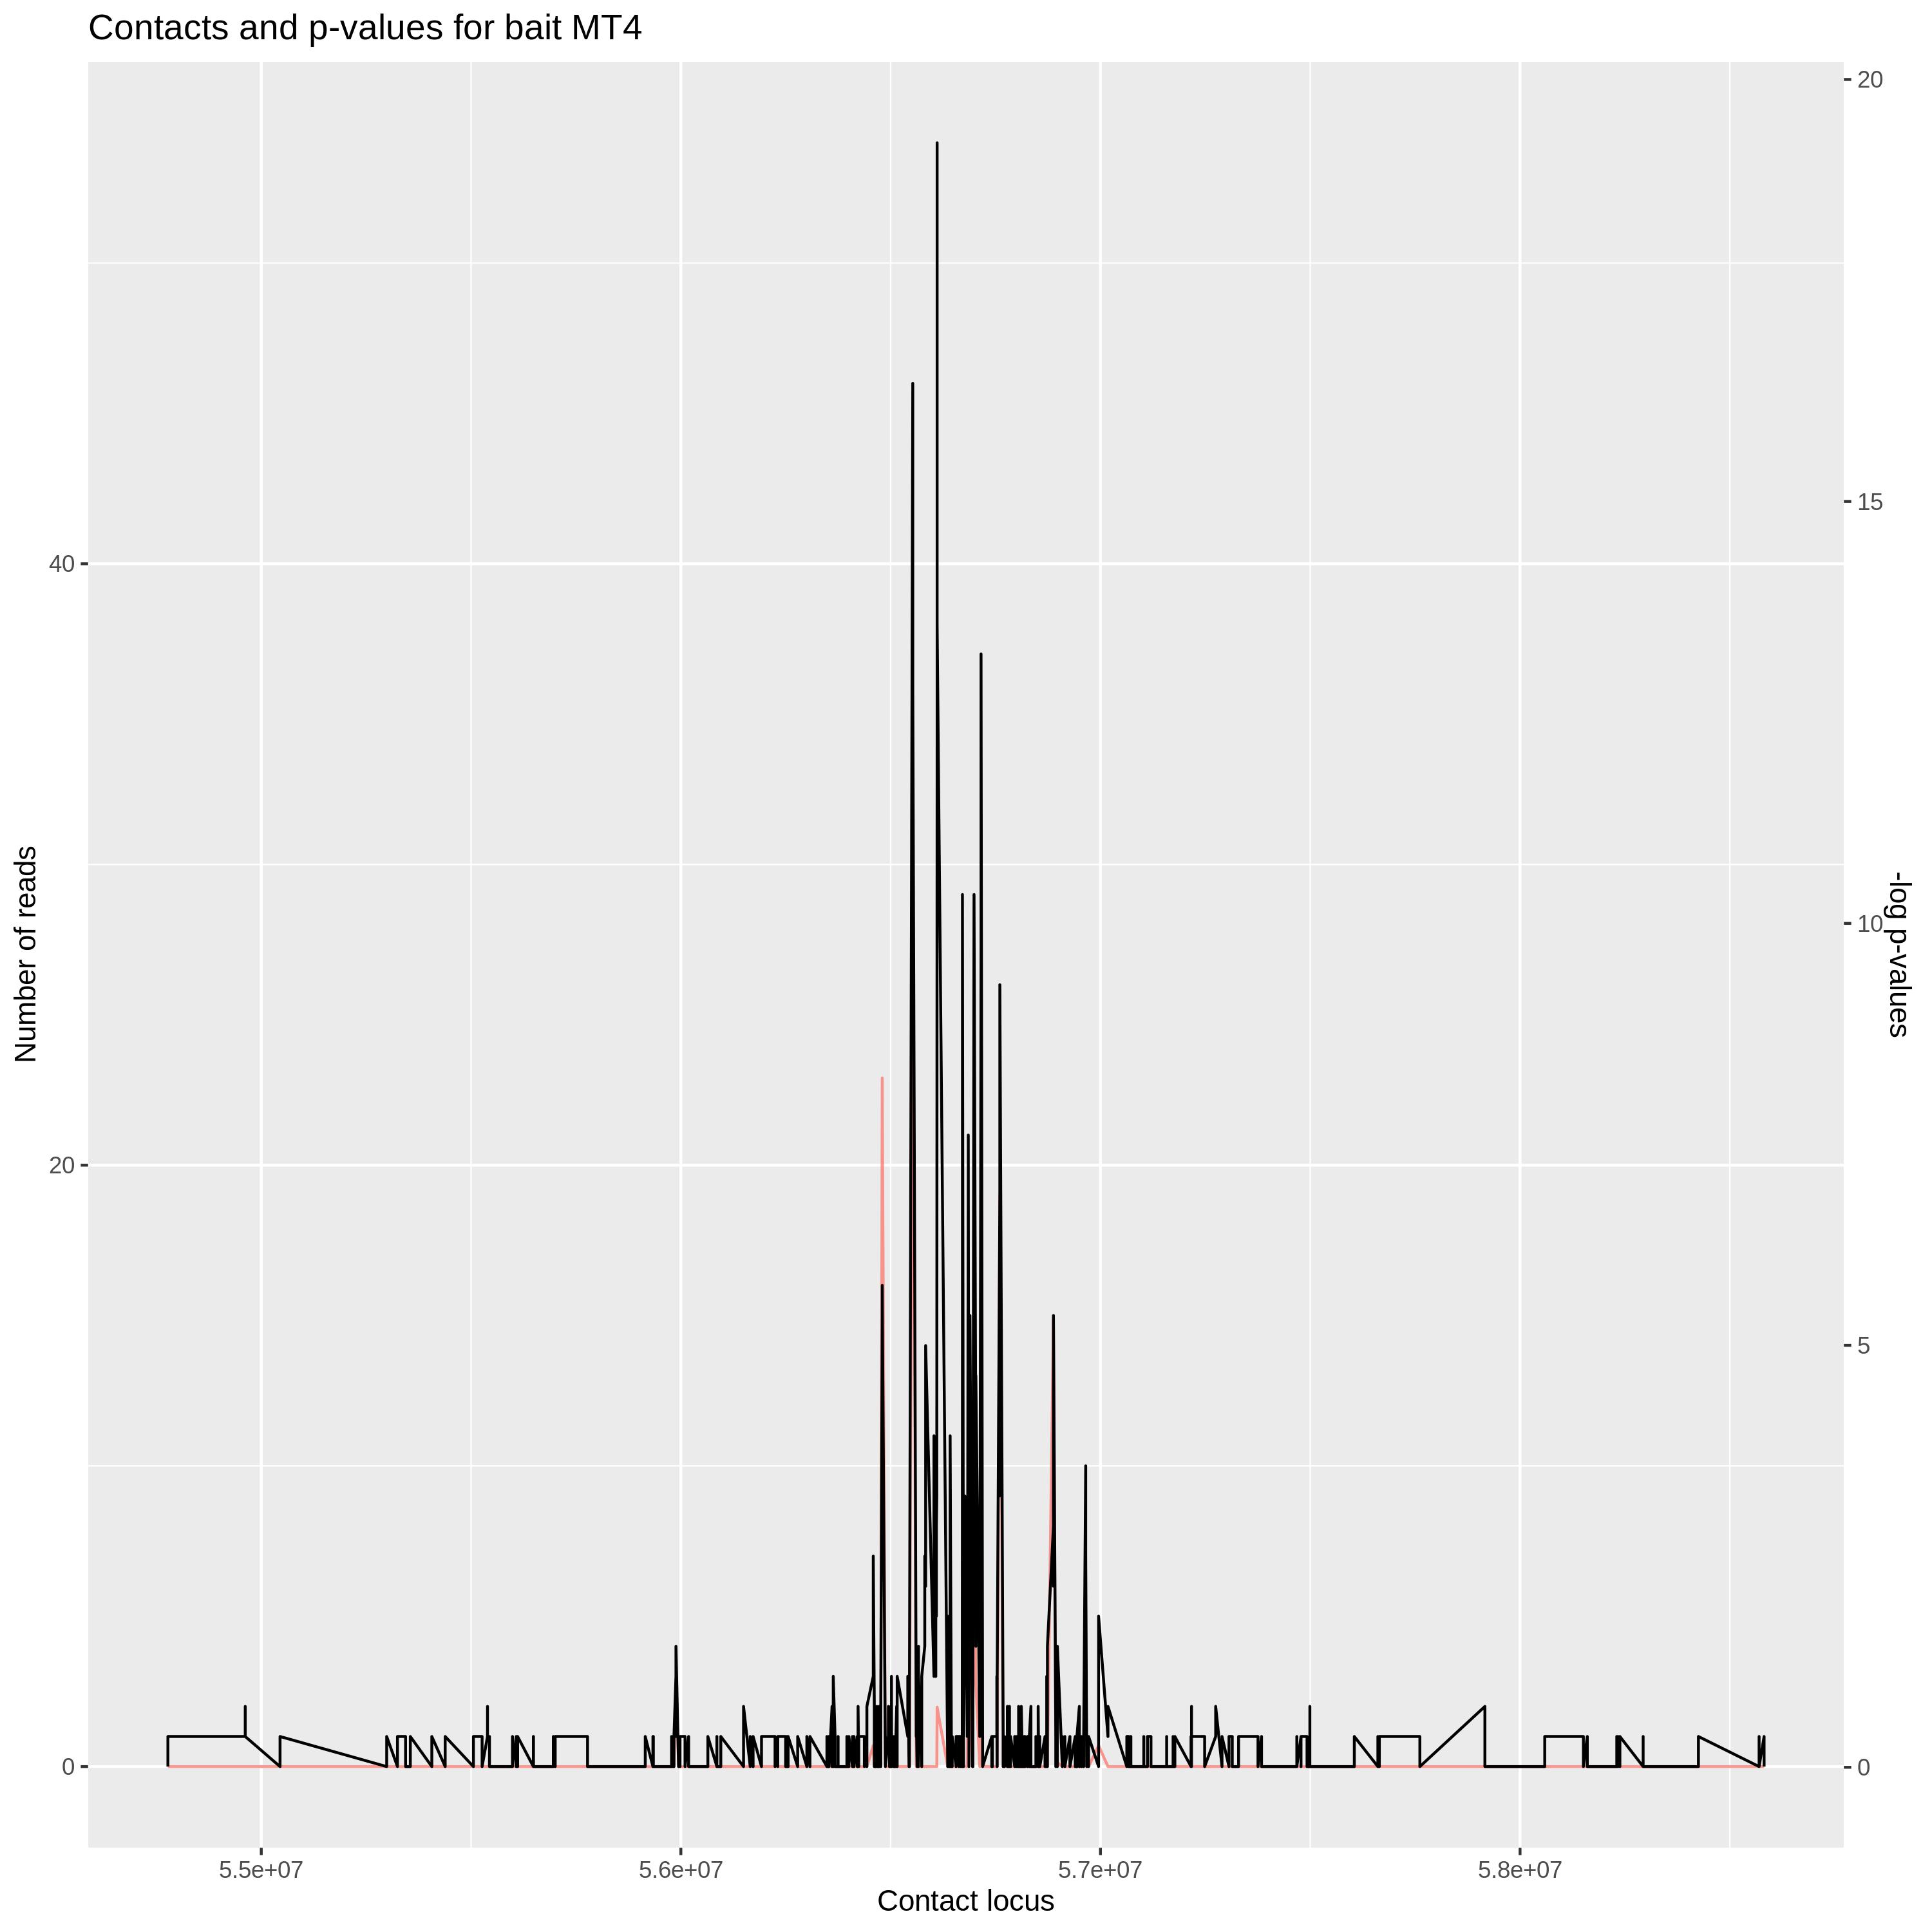 Contacts and p-values for bait MT4
20
15
40
10
20
5
0
0
Number of reads
-log p-values
5.5e+07
5.6e+07
5.7e+07
5.8e+07
Contact locus